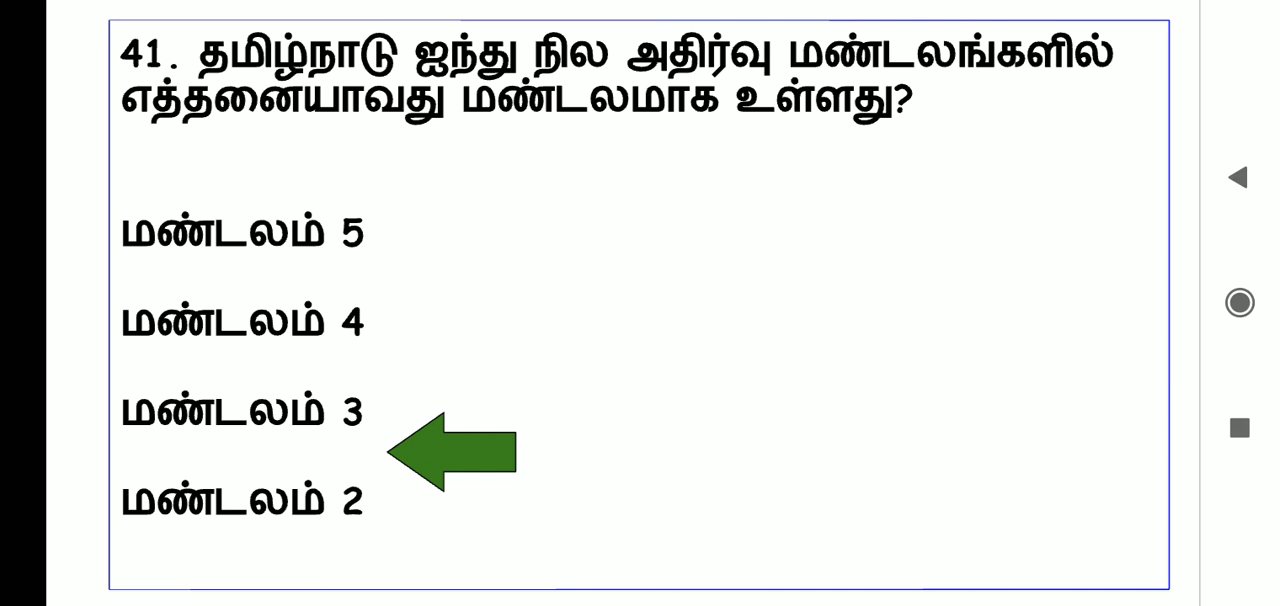 41. தமிழ்நாடு ஐந்து நில அதிர்வு மண்டலங்களில்
எத்தனையாவது மண்டலமாக உள்ளது?
மண்டலம் 5
மண்டலம் 4
மண்டலம் 3
மண்டலம் 2